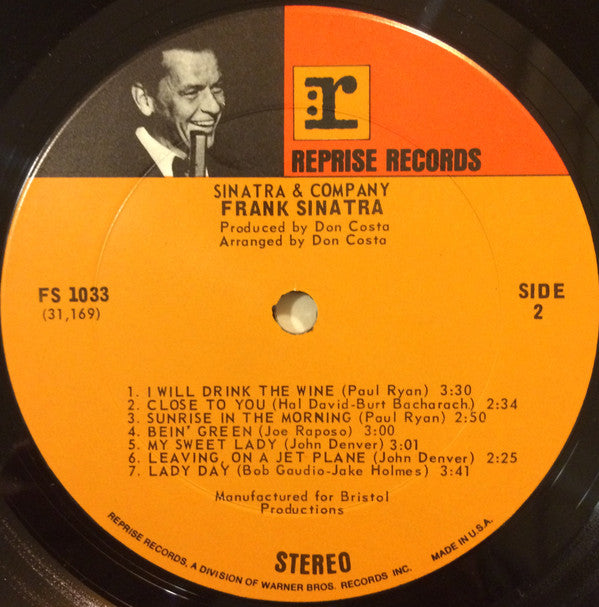 r
REPRISE RECORDS
SINATRA & COMPANY
FRANK SINATRA
Produced by Don Costa
Arranged by Don Costa
FS 1033
(31,169)
SIDE
2
1. I WILL DRINK THE WINE (Paul Ryan) 3:30
2. CLOSE TO YOU (Hal David-Burt Bacharach) 2:34
3. SUNRISE IN THE MORNING (Paul Ryan) 2:50
4. BEIN' GREEN (Joe Raposo) 3:00
5. MY SWEET LADY (John Denver) 3:01
6. LEAVING, ON A JET PLANE (John Denver) 2:25
7. LADY DAY (Bob Gaudio-Jake Holmes) 3:41
Manufactured for Bristol
Productions
STEREO
REPRISE RECORDS, A DIVISION OF WARNER BROS. RECORDS INC. MADE IN U.S.A.